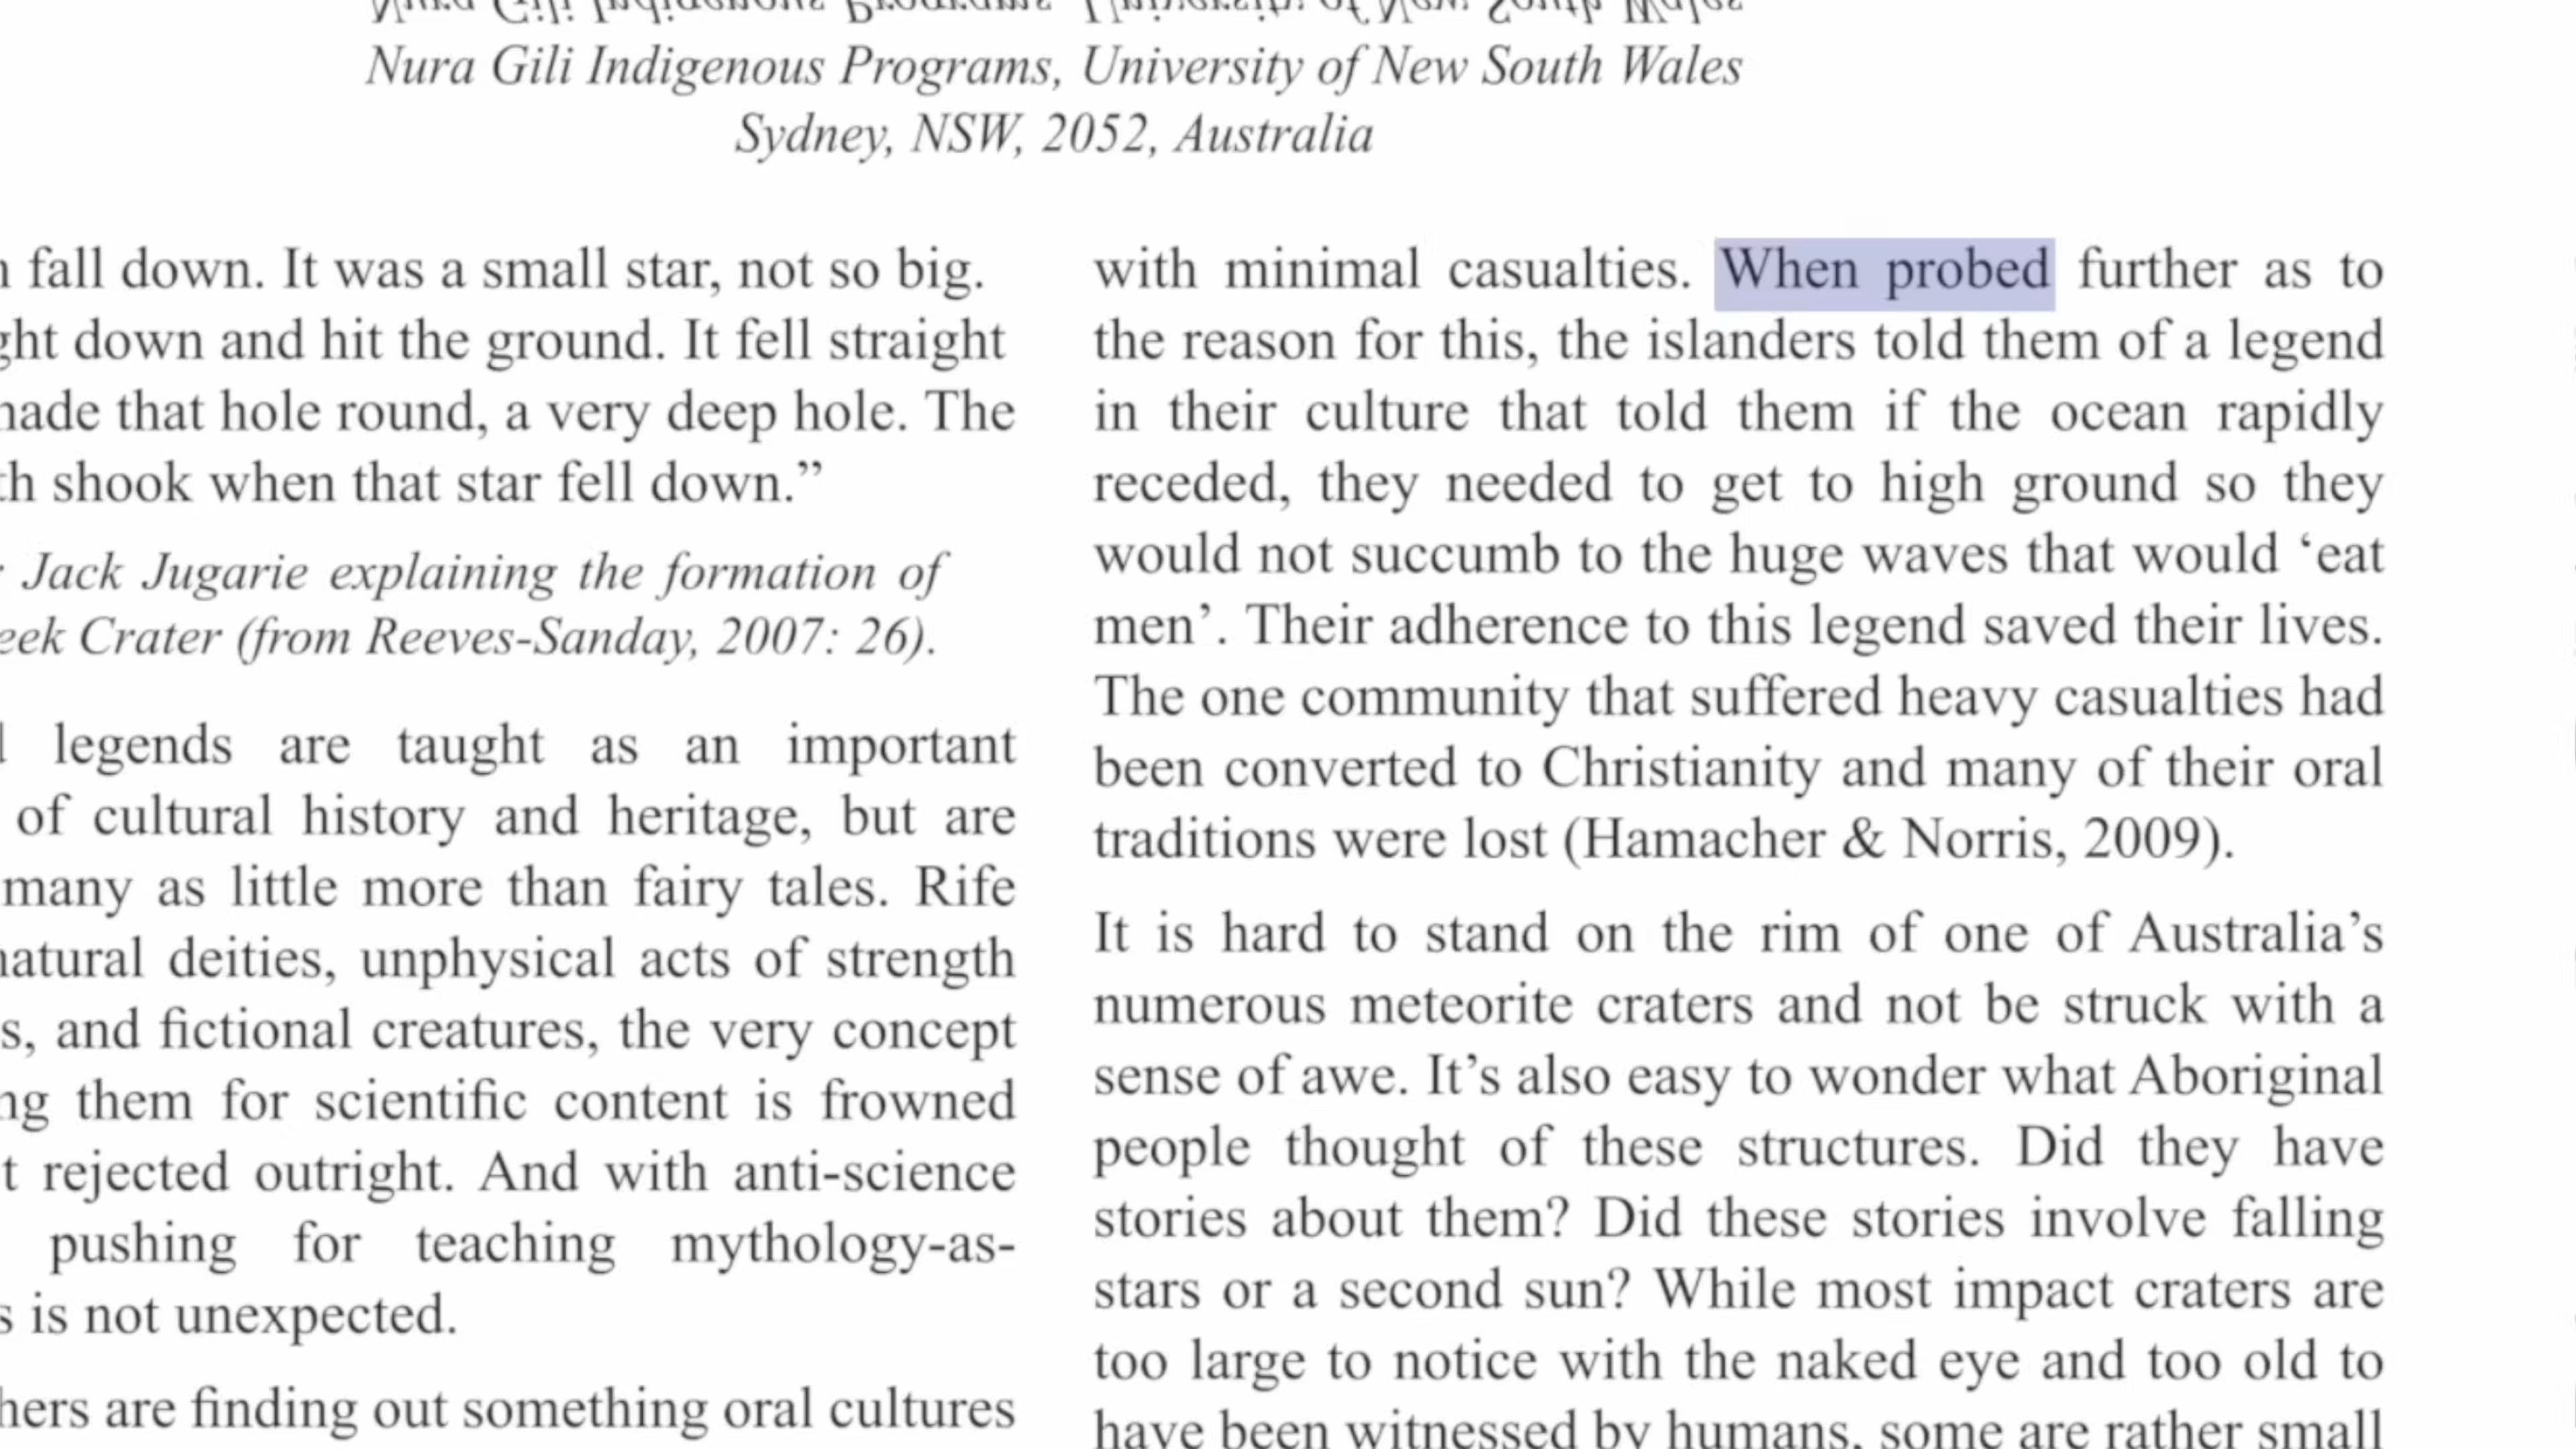 Nura Gili Indigenous Programs, University of New South Wales
Sydney, NSW, 2052, Australia
fall down. It was a small star, not so big.
down and hit the ground. It fell straight
that hole round, a very deep hole. The
shook when that star fell down.”
Jack Jugarie explaining the formation of
Crater (from Reeves-Sanday, 2007: 26).
legends are taught as an important
of cultural history and heritage, but are
many as little more than fairy tales. Rife
deities, unphysical acts of strength
and fictional creatures, the very concept
them for scientific content is frowned
rejected outright. And with anti-science
pushing for teaching mythology-as-
is not unexpected.
are finding out something oral cultures
with minimal casualties. When probed further as to
the reason for this, the islanders told them of a legend
in their culture that told them if the ocean rapidly
receded, they needed to get to high ground so they
would not succumb to the huge waves that would ‘eat
men’. Their adherence to this legend saved their lives.
The one community that suffered heavy casualties had
been converted to Christianity and many of their oral
traditions were lost (Hamacher & Norris, 2009).
It is hard to stand on the rim of one of Australia’s
numerous meteorite craters and not be struck with a
sense of awe. It’s also easy to wonder what Aboriginal
people thought of these structures. Did they have
stories about them? Did these stories involve falling
stars or a second sun? While most impact craters are
too large to notice with the naked eye and too old to
have been witnessed by humans, some are rather small